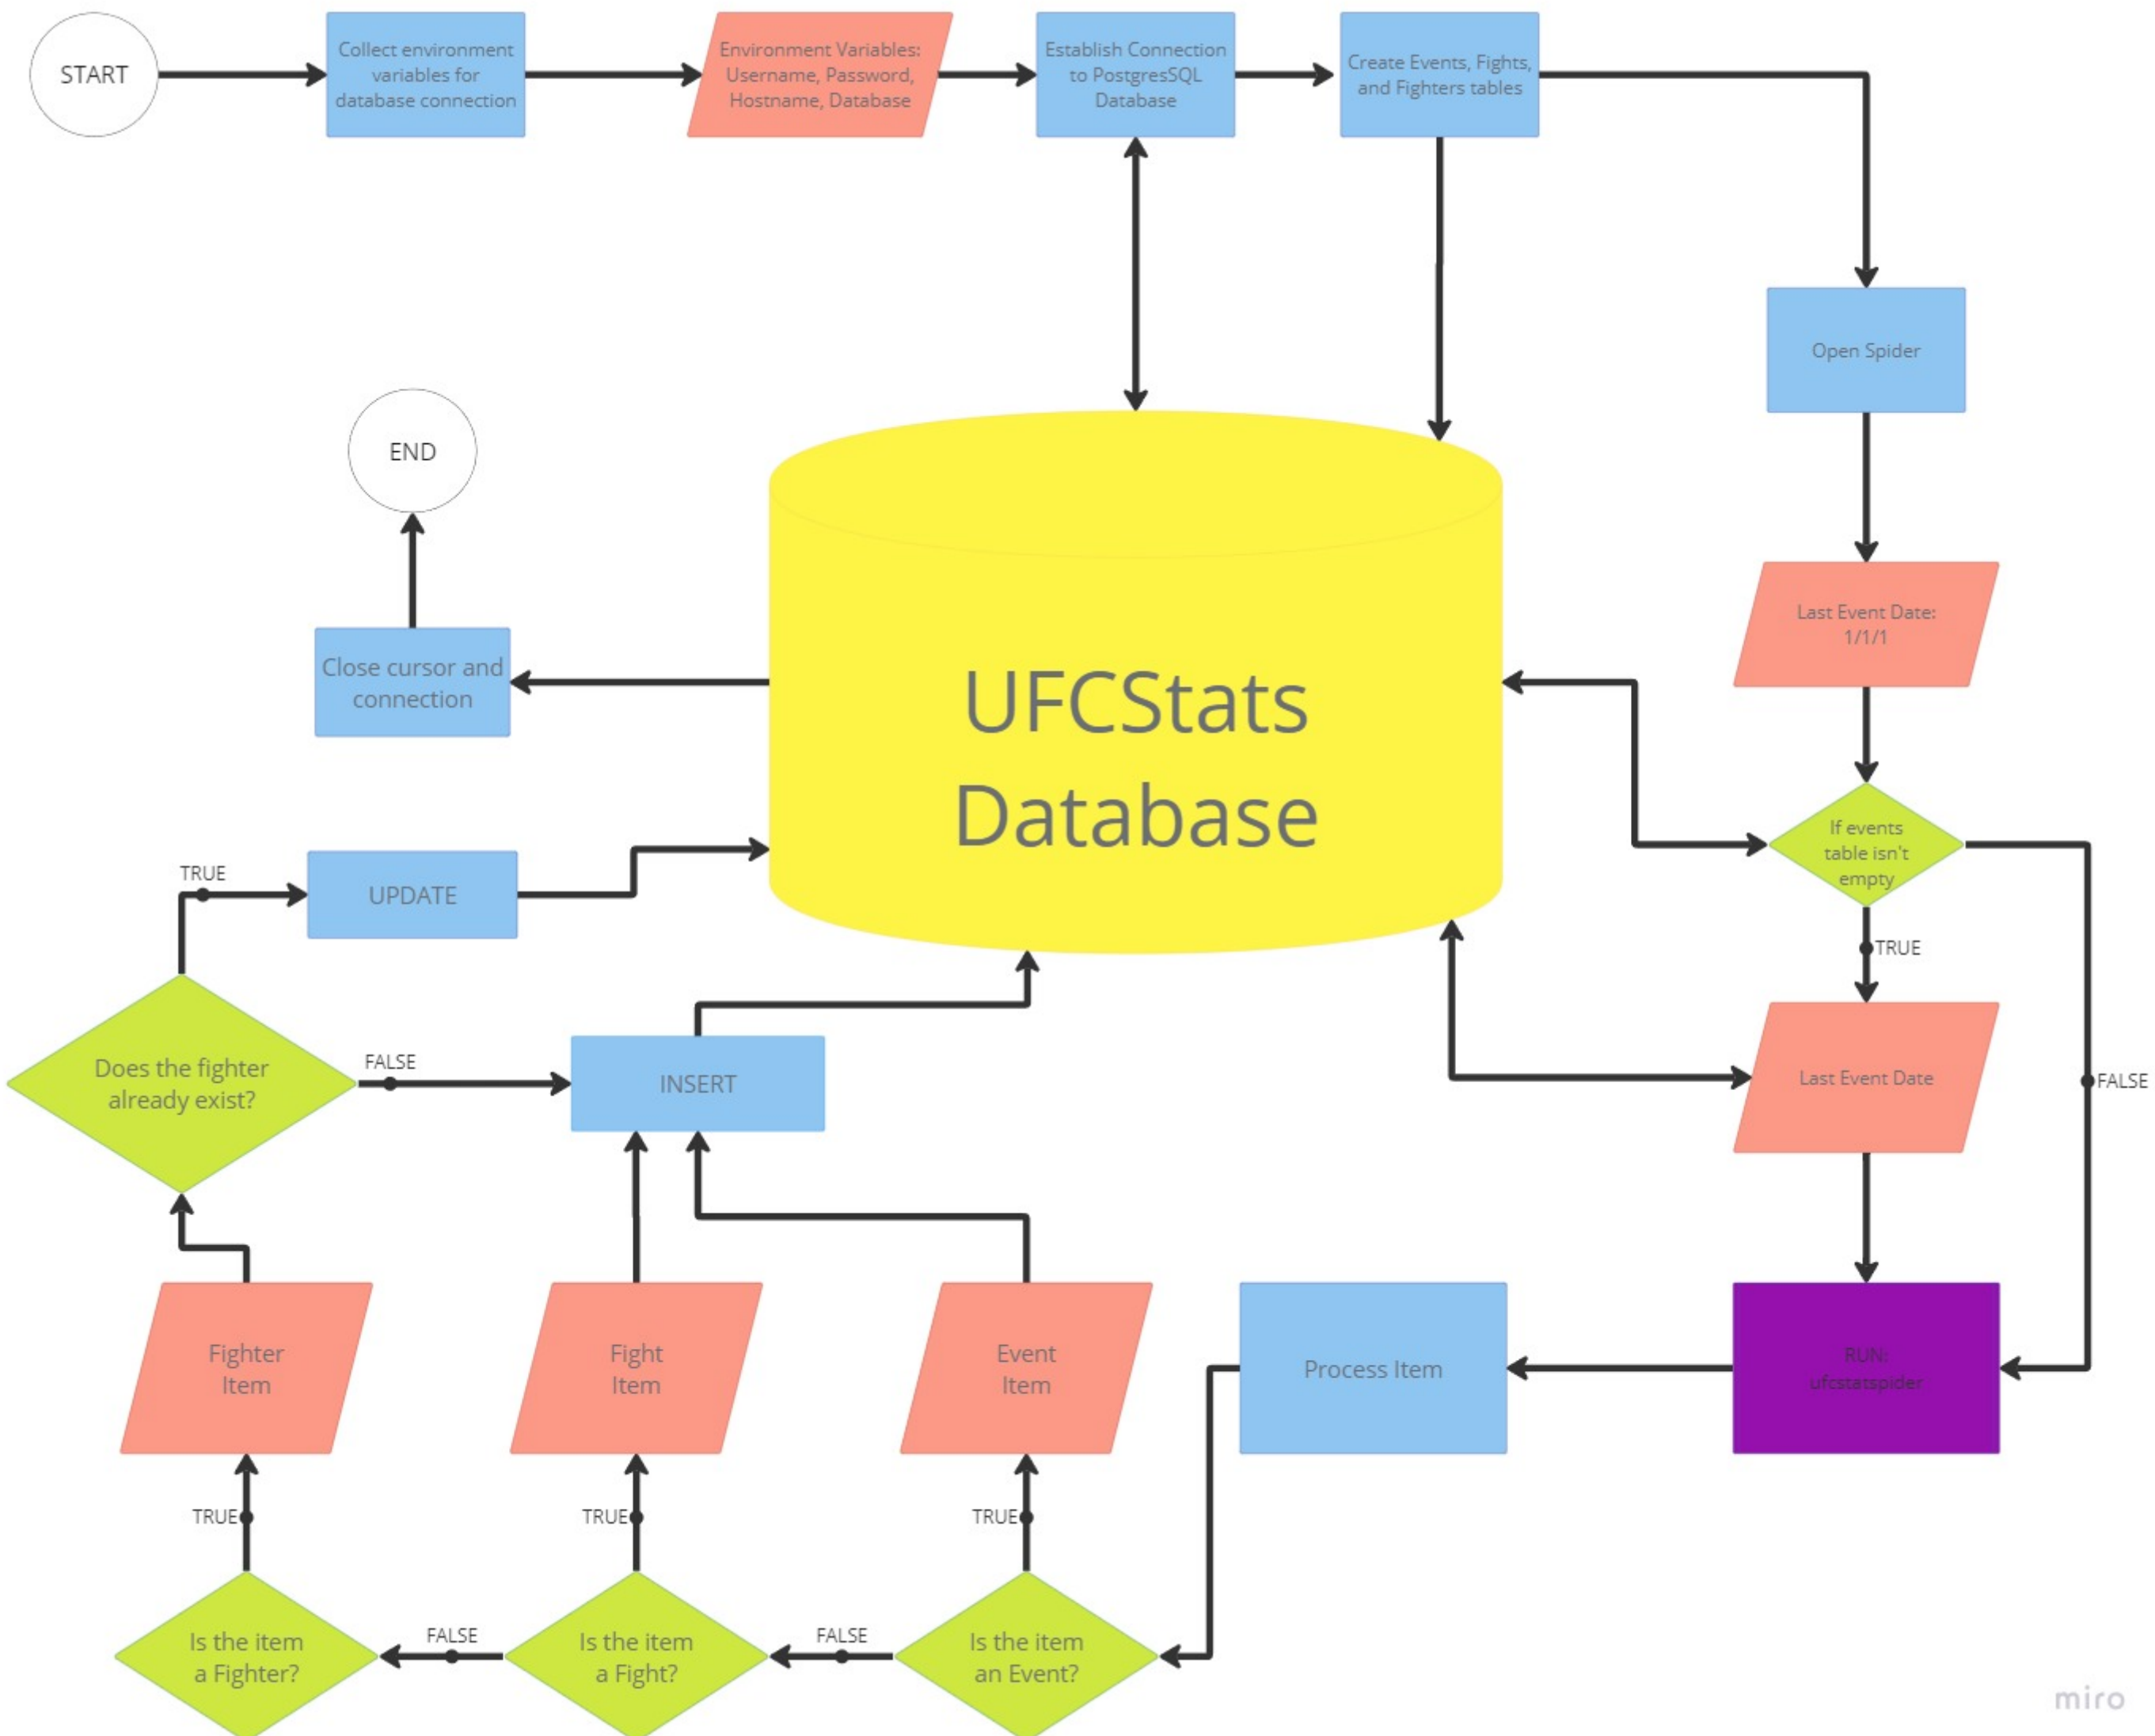 START
Collect environment
variables for
database connection
Environment Variables:
Username, Password,
Hostname, Database
Establish Connection
to PostgresSQL
Database
Create Events, Fights,
and Fighters tables
Open Spider
END
Last Event Date:
1/1/1
Close cursor and
connection
UFCStats
Database
If events
table isn't
empty
TRUE
UPDATE
TRUE
Does the fighter
already exist?
FALSE
INSERT
Last Event Date
FALSE
Fighter
Item
Fight
Item
Event
Item
Process Item
RUN:
ufcstatspider
TRUE
TRUE
TRUE
Is the item
a Fighter?
FALSE
Is the item
a Fight?
FALSE
Is the item
an Event?
miro